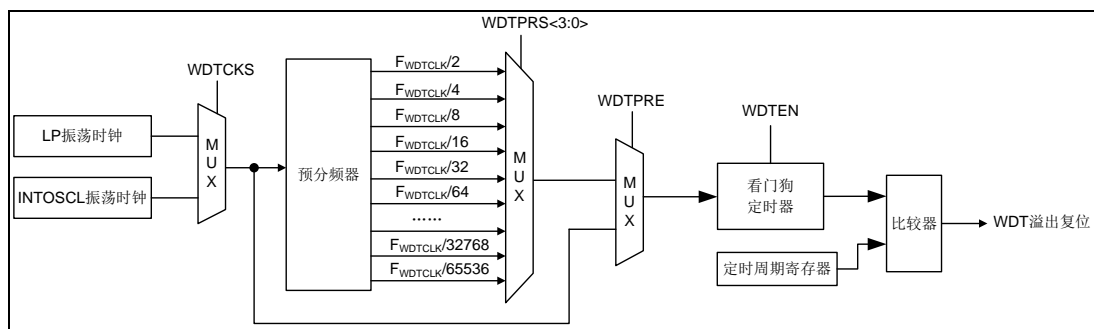 WDTPRS<3:0>
WDTCKS
LP振荡时钟
INTOSCL振荡时钟
MUX
预分频器
FWDTCLK/2
FWDTCLK/4
FWDTCLK/8
FWDTCLK/16
FWDTCLK/32
FWDTCLK/64
……
FWDTCLK/32768
FWDTCLK/65536
MUX
WDTPRE
MUX
WDTEN
看门狗
定时器
定时周期寄存器
比较器
WDT溢出复位